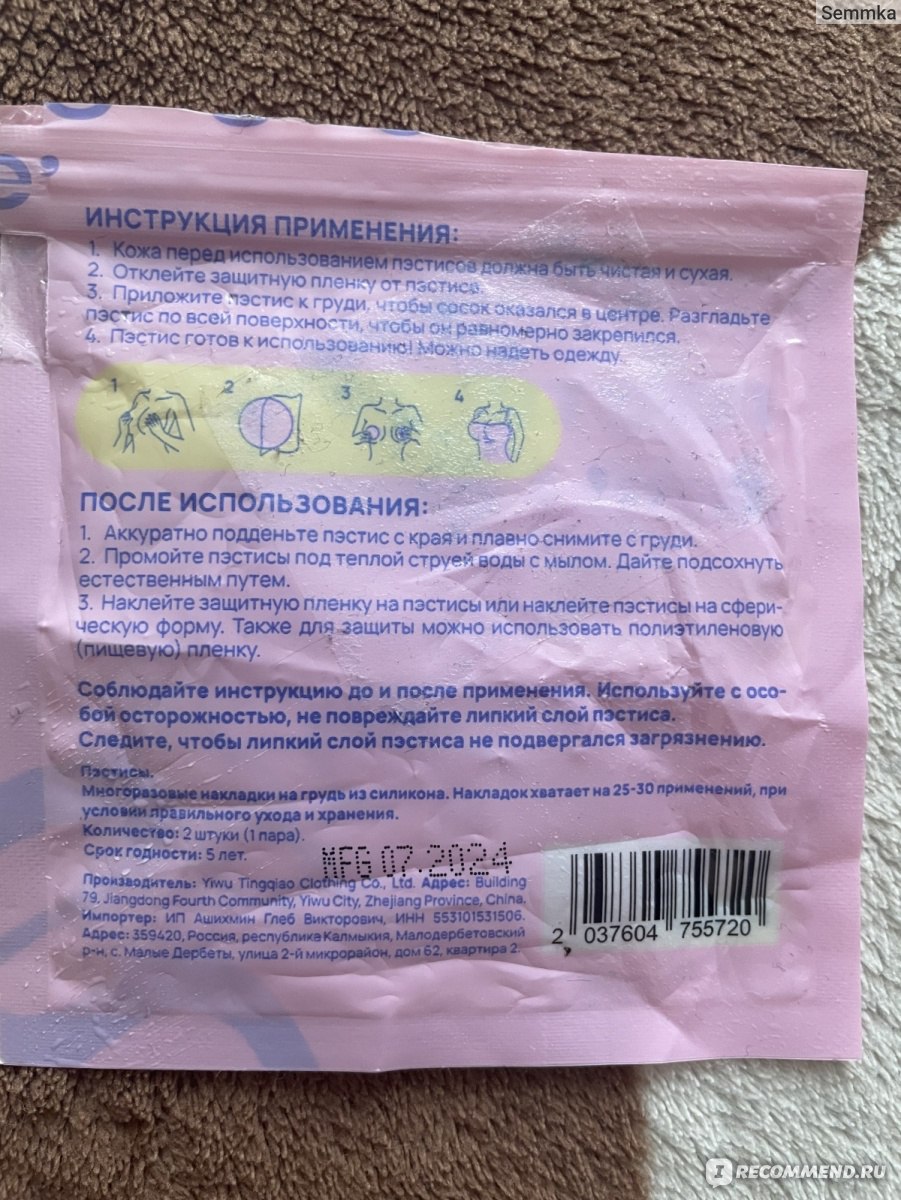 Semmka
e'
ИНСТРУКЦИЯ ПРИМЕНЕНИЯ:
1. Кожа перед использованием пэстисов должна быть чистая и сухая.
2. Отклейте защитную пленку от пэстиса.
3. Приложите пэстис к груди, чтобы сосок оказался в центре. Разгладьте
пэстис по всей поверхности, чтобы он равномерно закрепился.
4. Пэстис готов к использованию! Можно надеть одежду.
1 2 3 4
ПОСЛЕ ИСПОЛЬЗОВАНИЯ:
1. Аккуратно подденьте пэстис с края и плавно снимите с груди.
2. Промойте пэстисы под теплой струей воды с мылом. Дайте подсохнуть
естественным путем.
3. Наклейте защитную пленку на пэстисы или наклейте пэстисы на сфери-
ческую форму. Также для защиты можно использовать полиэтиленовую
(пищевую) пленку.
Соблюдайте инструкцию до и после применения. Используйте с осо-
бой осторожностью, не повреждайте липкий слой пэстиса.
Следите, чтобы липкий слой пэстиса не подвергался загрязнению.
Пэстисы.
Многоразовые накладки на грудь из силикона. Накладок хватает на 25-30 применений, при
условии правильного ухода и хранения.
Количество: 2 штуки (1 пара).
Срок годности: 5 лет.
MFG 07.2024
Производитель: Yiwu Tingqiao Clothing Co., Ltd. Адрес: Building
79, Jiangdong Fourth Community, Yiwu City, Zhejiang Province, China.
Импортер: ИП Ашихмин Глеб Викторович, ИНН 553101531506.
Адрес: 359420, Россия, республика Калмыкия, Малодербетовский
р-н, с. Малые Дербеты, улица 2-й микрорайон, дом 62, квартира 2.
2 037604 755720
IRECOMMEND.RU